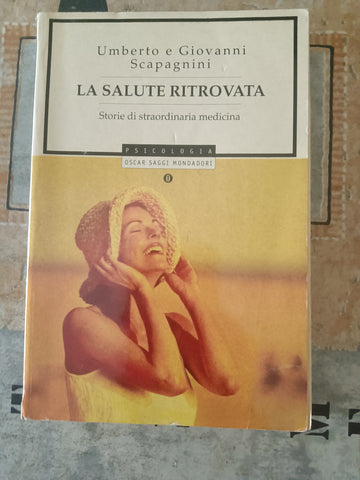 Umberto e Giovanni
Scapagnini
LA SALUTE RITROVATA
Storie di straordinaria medicina
PSICOLOGIA
OSCAR SAGGI MONDADORI